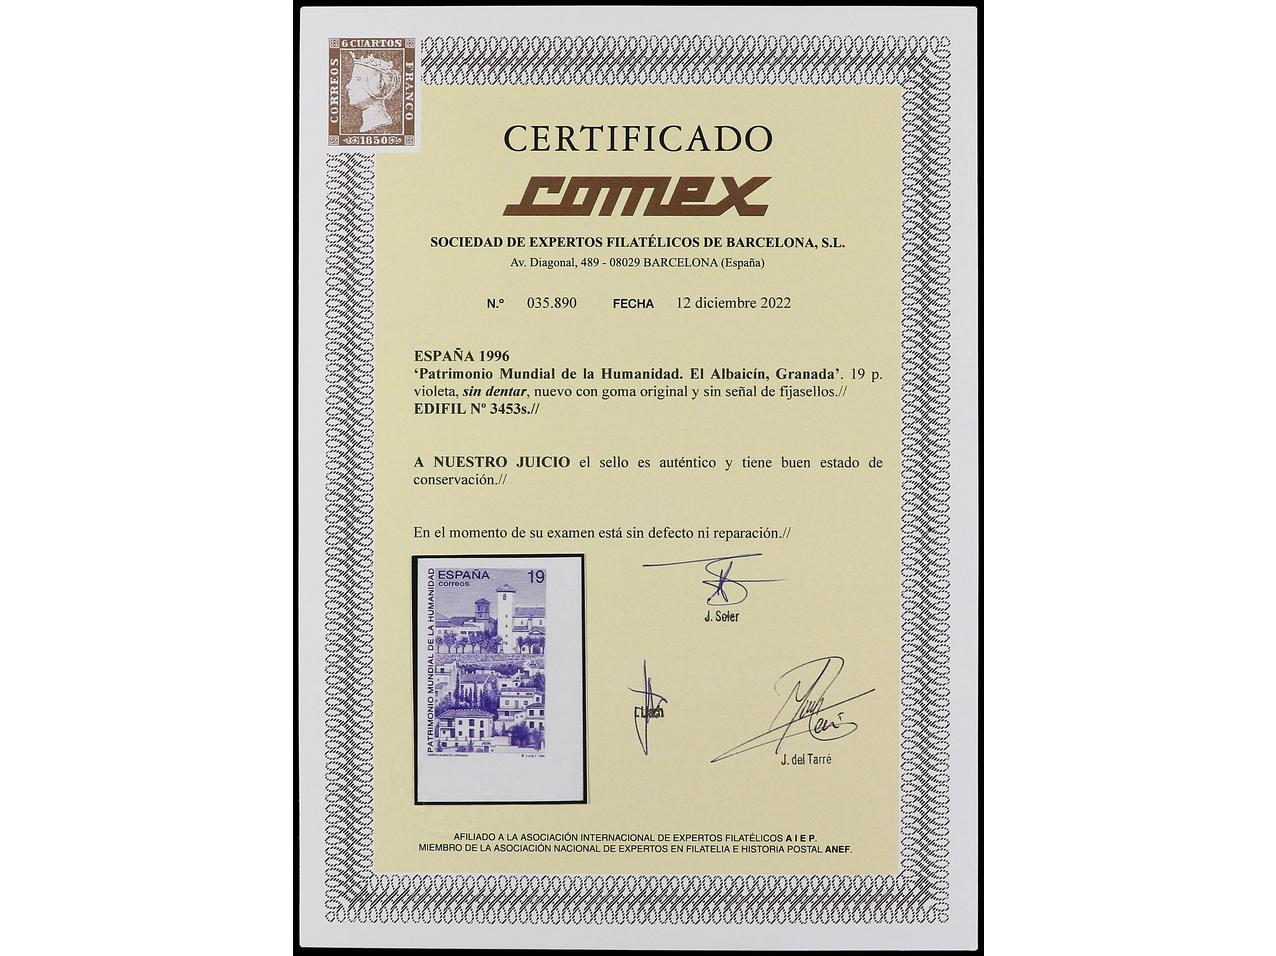 6 CUARTOS
CORREOS
FRANCO
1850
CERTIFICADO
comex
SOCIEDAD DE EXPERTOS FILATÉLICOS DE BARCELONA, S.L.
Av. Diagonal, 489 - 08029 BARCELONA (España)
N.º 035.890 FECHA 12 diciembre 2022
ESPAÑA 1996
‘Patrimonio Mundial de la Humanidad. El Albaicín, Granada’. 19 p.
violeta, sin dentar, nuevo con goma original y sin señal de fijasellos.//
EDIFIL Nº 3453s.//
A NUESTRO JUICIO el sello es auténtico y tiene buen estado de
conservación.//
En el momento de su examen está sin defecto ni reparación.//
ESPAÑA 19
correos
PATRIMONIO MUNDIAL DE LA HUMANIDAD
J. Soler
J. del Tarré
AFILIADO A LA ASOCIACIÓN INTERNACIONAL DE EXPERTOS FILATÉLICOS A I E P.
MIEMBRO DE LA ASOCIACIÓN NACIONAL DE EXPERTOS EN FILATELIA E HISTORIA POSTAL ANEF.